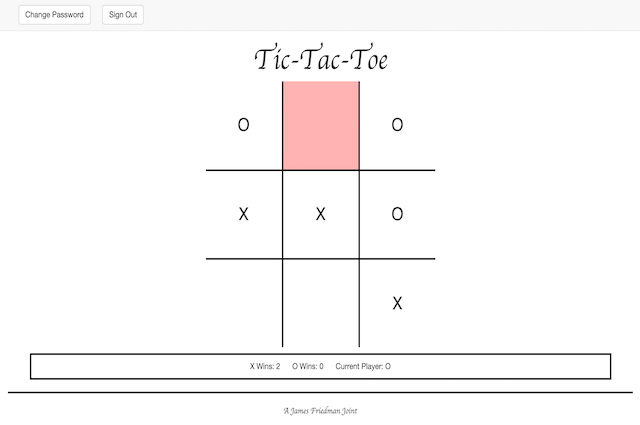 Change Password Sign Out
Tic-Tac-Toe
O O
X X O
X
X Wins: 2 O Wins: 0 Current Player: O
A James Friedman Joint